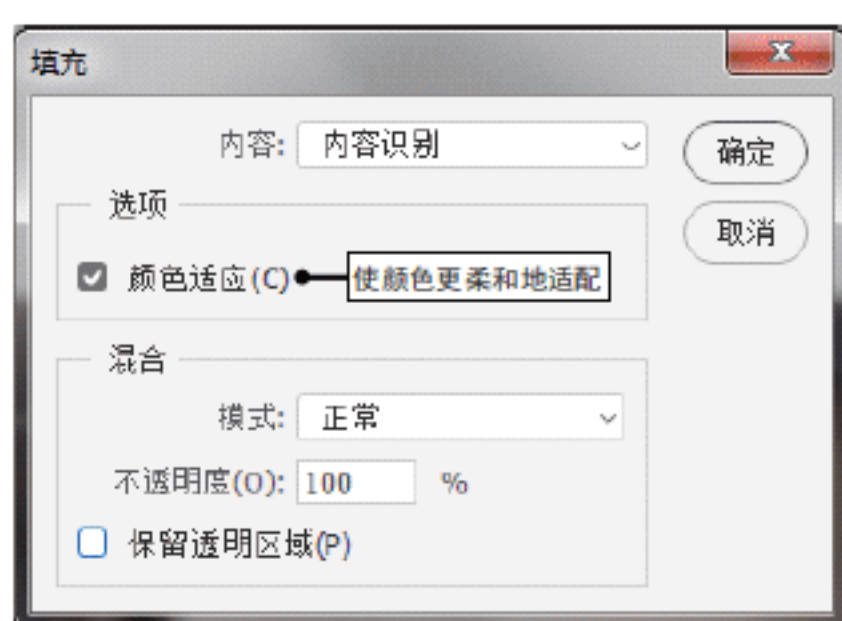 填充
内容: 内容识别
确定
选项
取消
颜色适应(C) 使颜色更柔和地适配
混合
模式: 正常
不透明度(O): 100 %
保留透明区域(P)